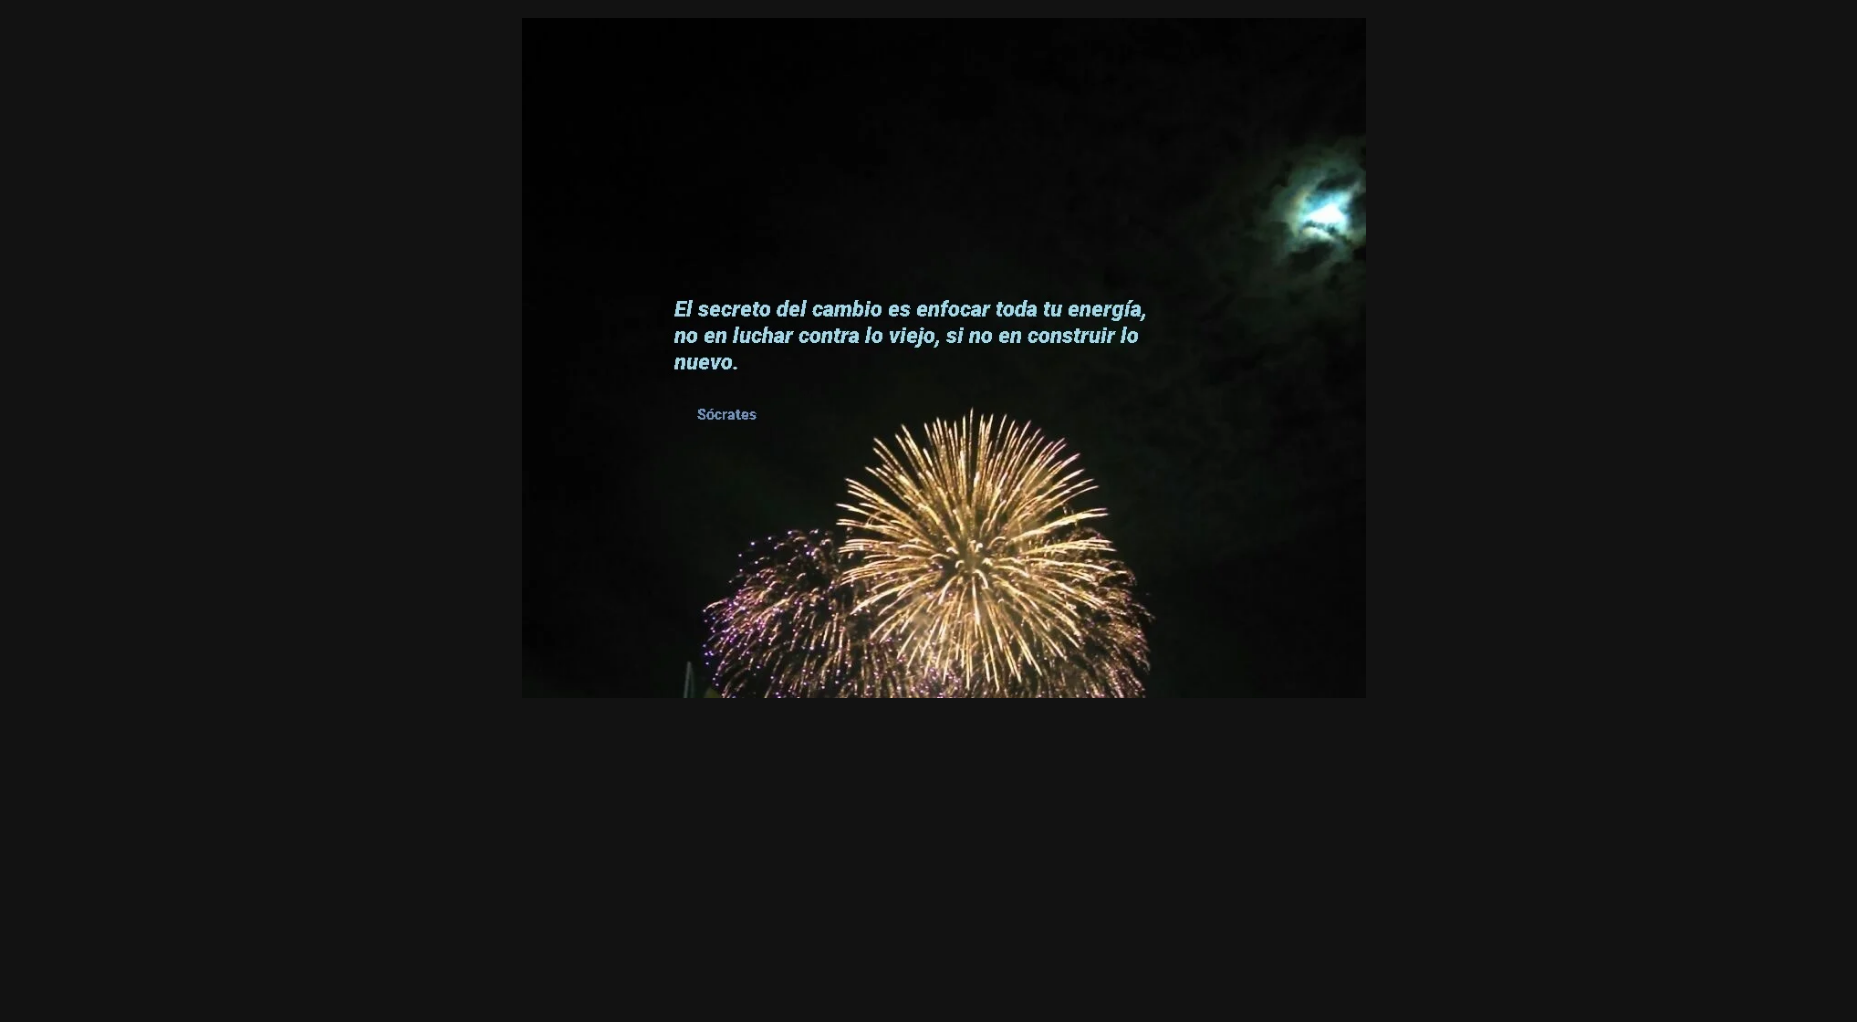 El secreto del cambio es enfocar toda tu energía,
no en luchar contra lo viejo, si no en construir lo
nuevo.
Sócrates